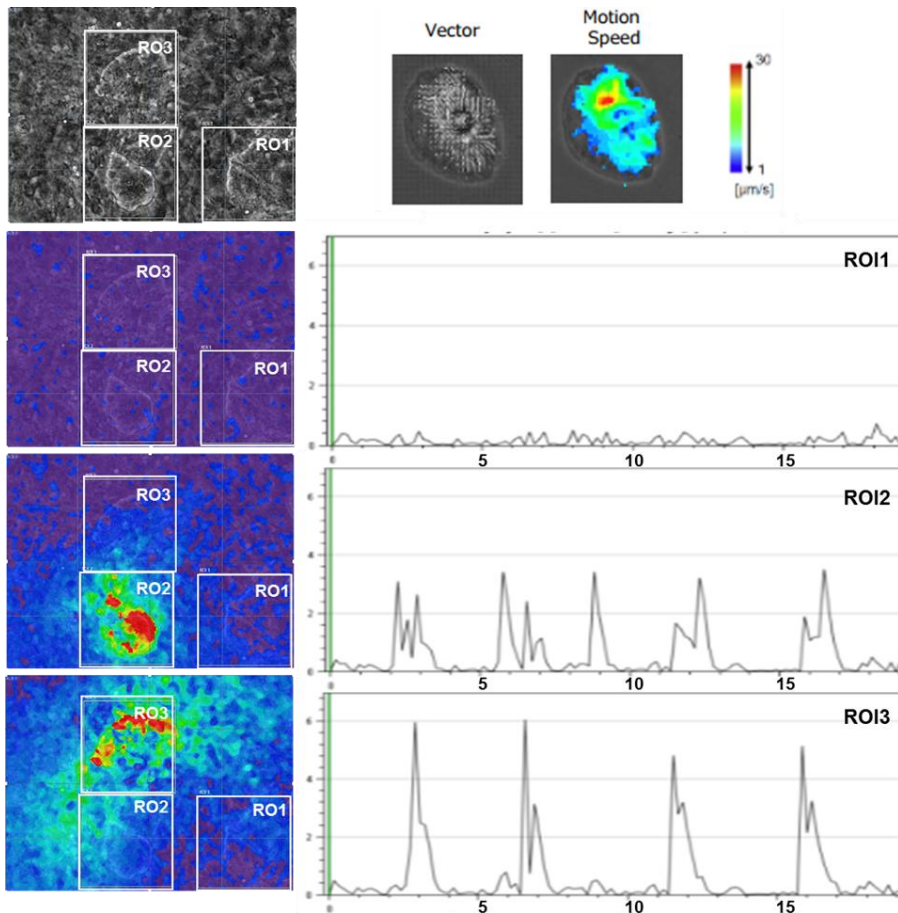 RO3
RO2
RO1
Vector
Motion
Speed
30
1
[μm/s]
RO3
RO2
RO1
ROI1
6
4
2
0
5
10
15
RO3
RO2
RO1
ROI2
6
4
2
0
5
10
15
RO3
RO2
RO1
ROI3
6
4
2
0
5
10
15